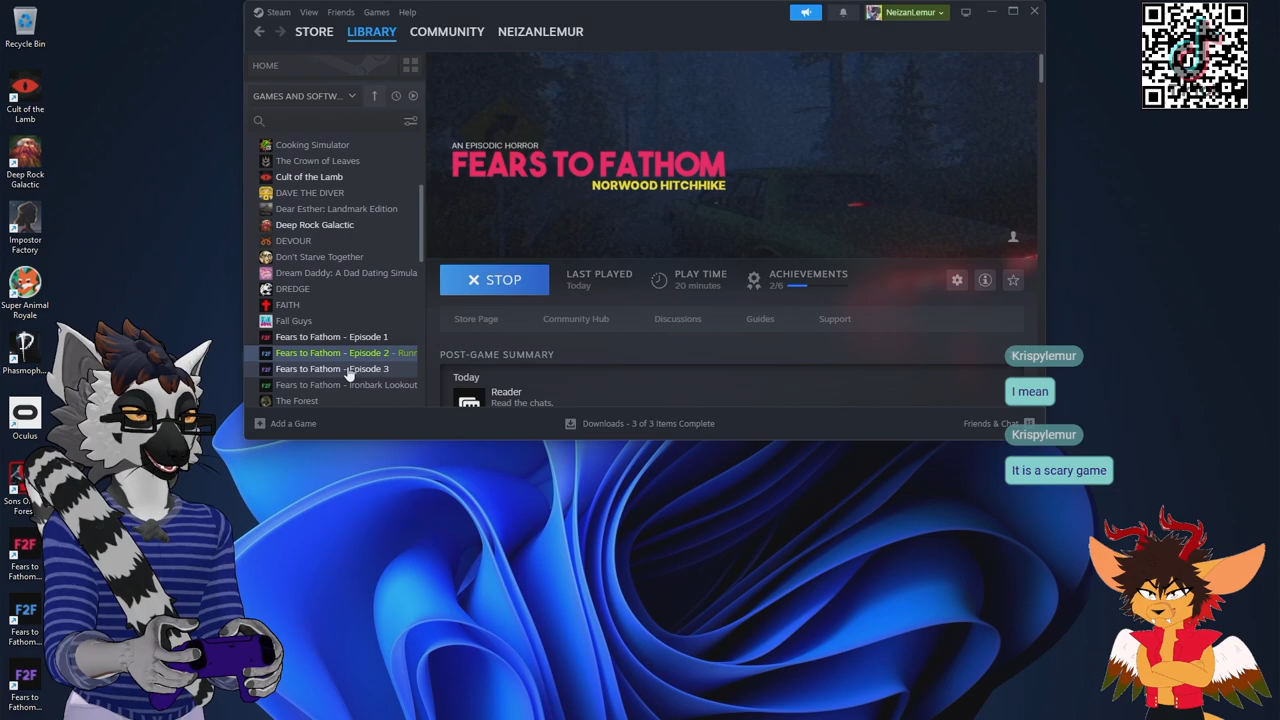 Steam View Friends Games Help
NeizanLemur
STORE LIBRARY COMMUNITY NEIZANLEMUR
HOME
GAMES AND SOFTW...
Cooking Simulator
The Crown of Leaves
Cult of the Lamb
DAVE THE DIVER
Dear Esther: Landmark Edition
Deep Rock Galactic
DEVOUR
Don't Starve Together
Dream Daddy: A Dad Dating Simula
DREDGE
FAITH
Fall Guys
Fears to Fathom - Episode 1
Fears to Fathom - Episode 2 - Runr
Fears to Fathom - Episode 3
Fears to Fathom - Ironbark Lookout
The Forest
Add a Game
AN EPISODIC HORROR
FEARS TO FATHOM
NORWOOD HITCHHIKE
STOP
LAST PLAYED
Today
PLAY TIME
20 minutes
ACHIEVEMENTS
2/6
Store Page Community Hub Discussions Guides Support
POST-GAME SUMMARY
Today
Reader
Read the chats.
Downloads - 3 of 3 Items Complete
Friends & Chat
Recycle Bin
Cult of the
Lamb
Deep Rock
Galactic
Impostor
Factory
Super Animal
Royale
Phasmoph...
Oculus
Sons O
Fores
F2F
Fears to
Fathom...
F2F
Fears to
Fathom...
F2F
Fears to
Fathom...
Krispylemur
I mean
Krispylemur
It is a scary game